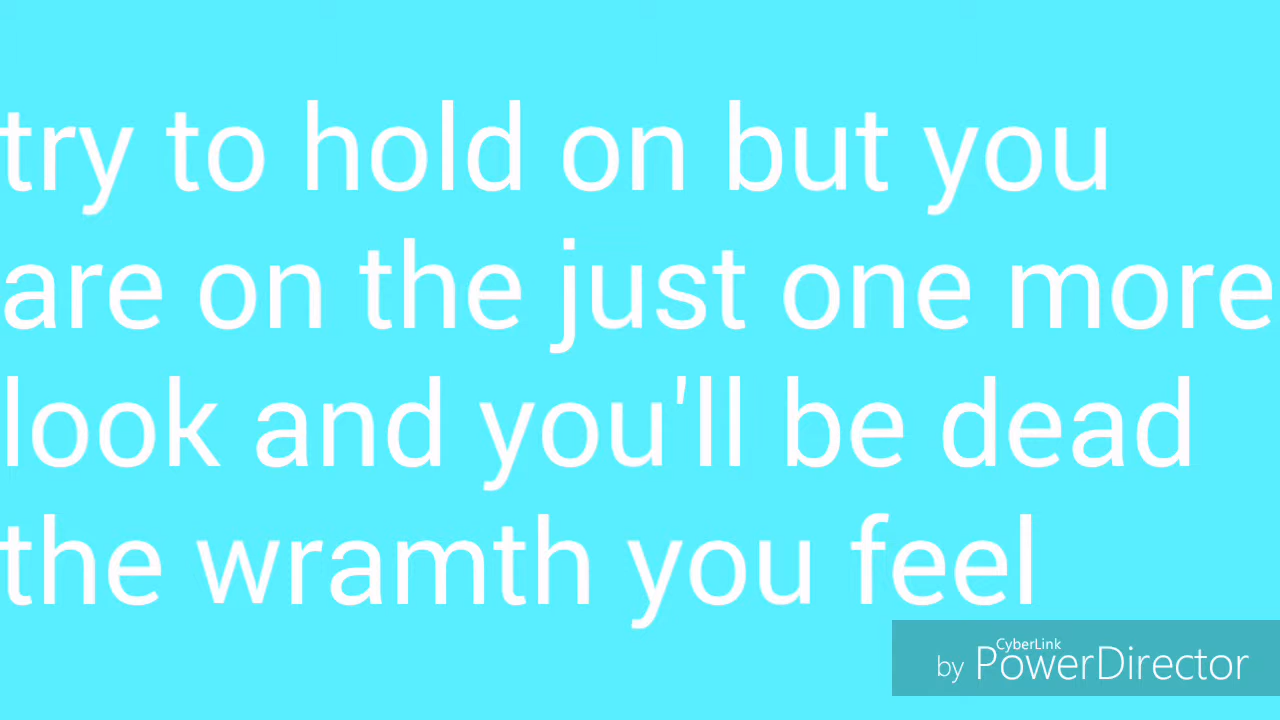 try to hold on but you
are on the just one more
look and you'll be dead
the wramth you feel
CyberLink
by PowerDirector